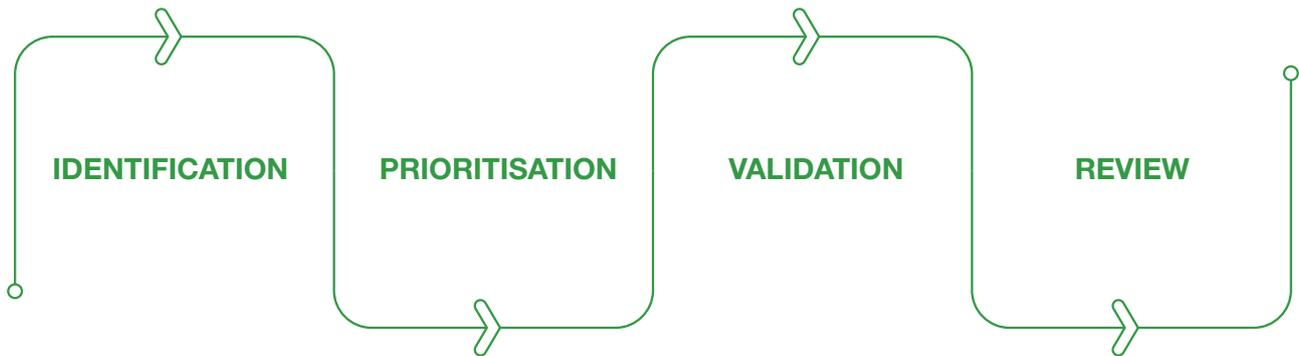 IDENTIFICATION
PRIORITISATION
VALIDATION
REVIEW